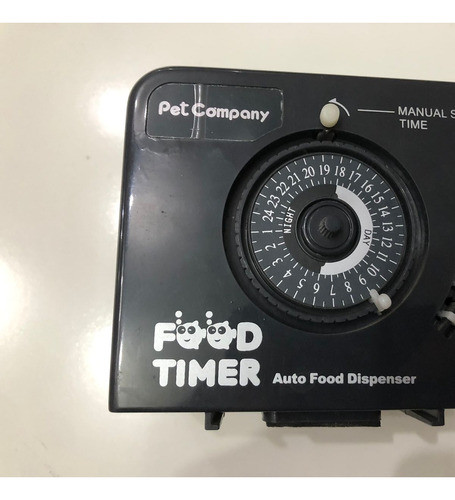 Pet Company
MANUAL S
TIME
24 23 22 21 20 19 18 17 16 15 14 13 12 11 10 9 8 7 6 5 4 3 2 1
NIGHT
DAY
FOOD
TIMER
Auto Food Dispenser